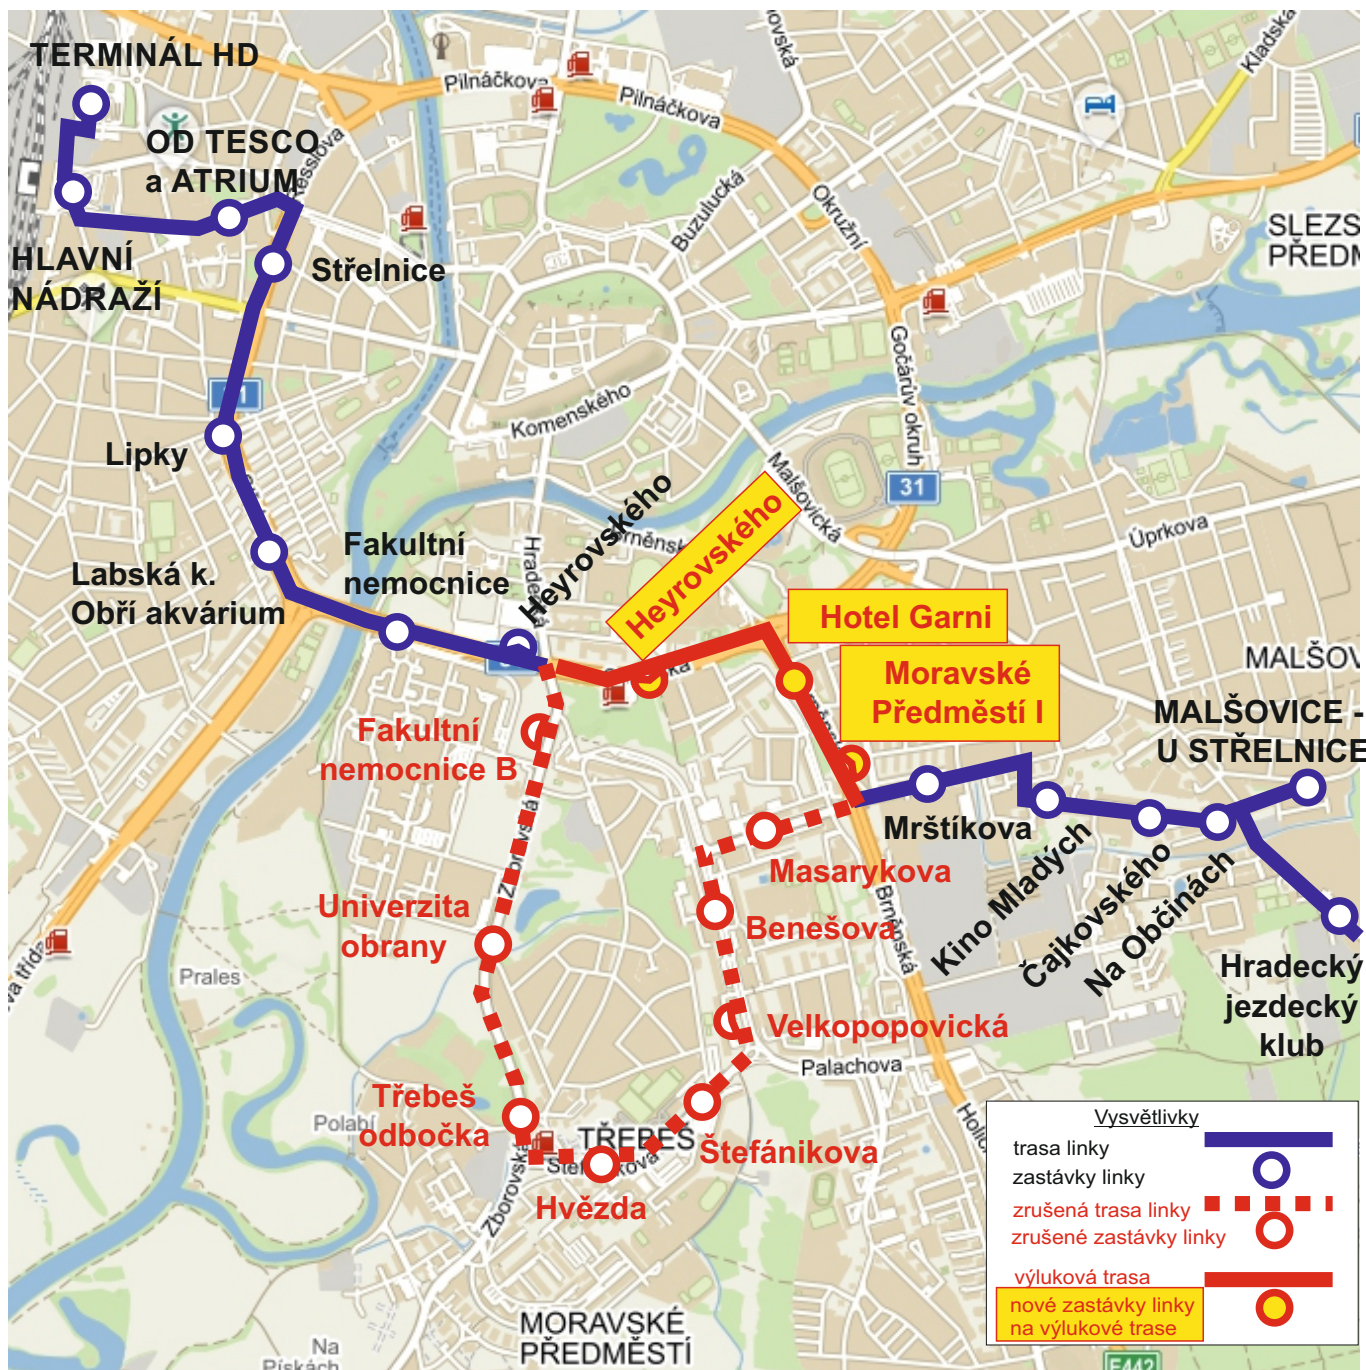 TERMINÁL HD
OD TESCO
a ATRIUM
HLAVNÍ
NÁDRAŽÍ
Střelnice
Lipky
Labská k.
Obří akvárium
Fakultní
nemocnice
Heyrovského
Heyrovského
Hotel Garni
Moravské
Předměstí I
MALŠOVICE -
U STŘELNICE
Mrštíkova
Kino Mladých
Čajkovského
Na Občinách
Hradecký
jezdecký
klub
Fakultní
nemocnice B
Univerzita
obrany
Třebeš
odbočka
Hvězda
Štefánikova
Velkopopovická
Benešova
Masarykova
Pilnáčkova
Pilnáčkova
Kladská
Buzulucká
Okružní
SLEZS
PŘEDM
Gočárův okruh
Komenského
Malšovická
31
Úprkova
MALŠOV
Brněnská
Palachova
Prales
Polabí
TŘEBEŠ
Zborovská
Zborovská
MORAVSKÉ
PŘEDMĚSTÍ
Na
Pískách
E442
Vysvětlivky
trasa linky
zastávky linky
zrušená trasa linky
zrušené zastávky linky
výluková trasa
nové zastávky linky
na výlukové trase